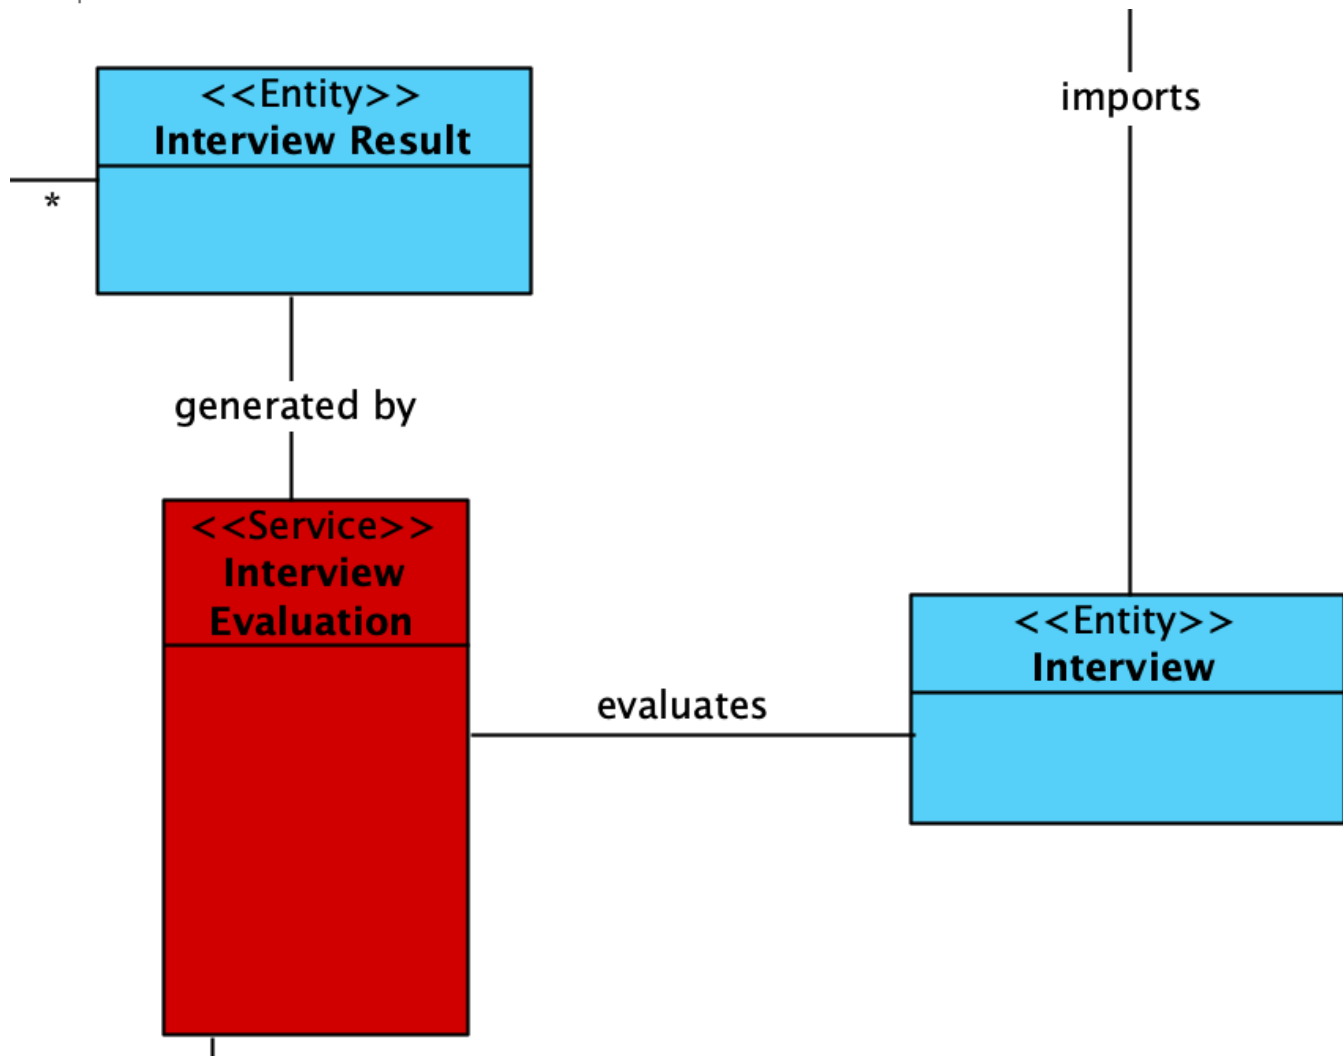 <<Entity>>
Interview Result
*
imports
generated by
<<Service>>
Interview
Evaluation
evaluates
<<Entity>>
Interview